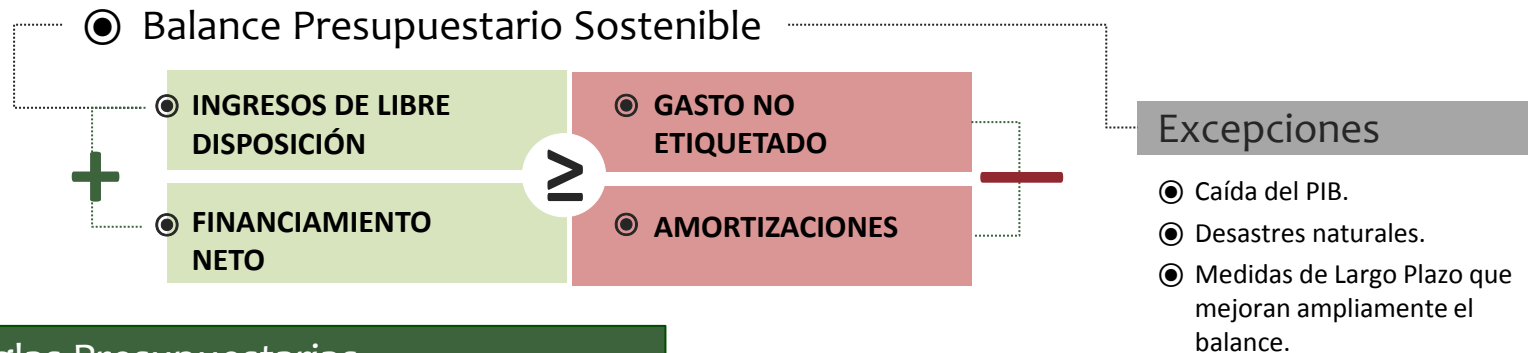 Balance Presupuestario Sostenible
INGRESOS DE LIBRE
DISPOSICIÓN
GASTO NO
ETIQUETADO
+
≥
FINANCIAMIENTO
NETO
AMORTIZACIONES
Excepciones
Caída del PIB.
Desastres naturales.
Medidas de Largo Plazo que
mejoran ampliamente el
balance.
Presupuestarias